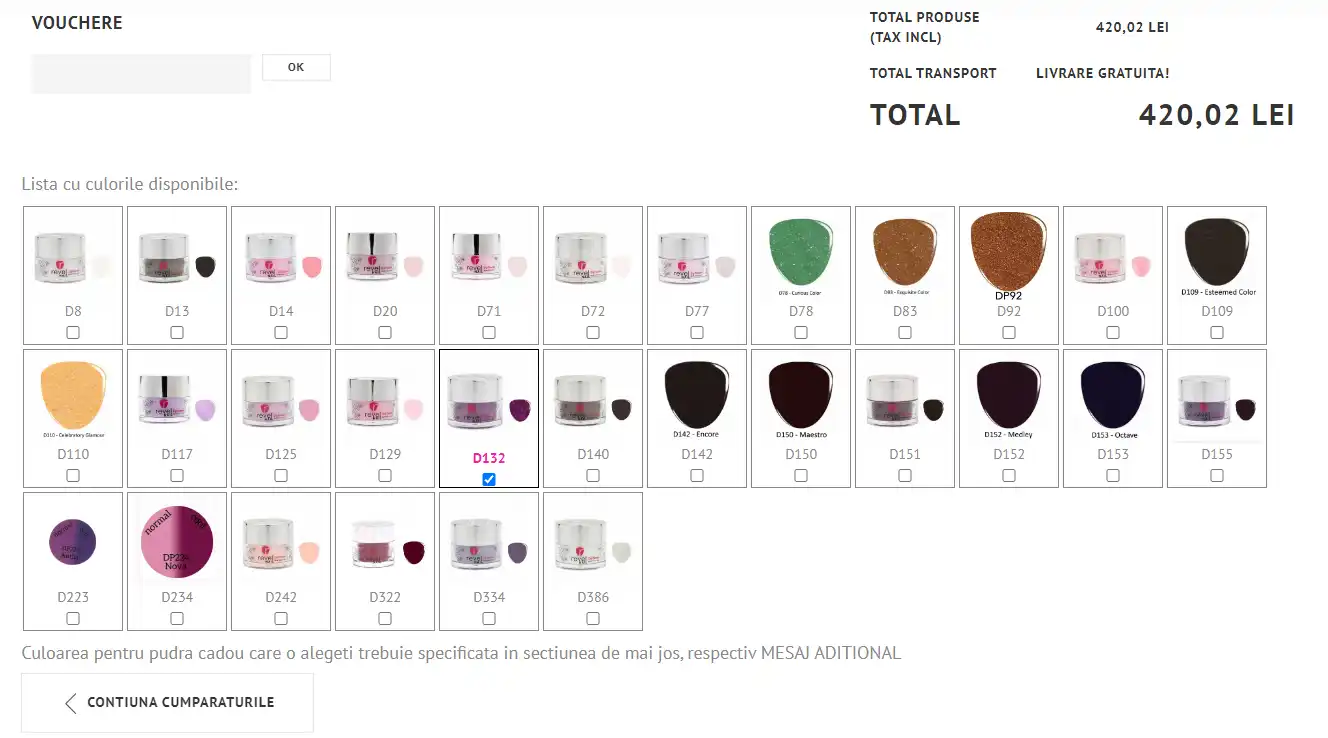 VOUCHERE
OK
TOTAL PRODUSE
(TAX INCL)
420,02 LEI
TOTAL TRANSPORT
LIVRARE GRATUITA!
TOTAL
420,02 LEI
Lista cu culorile disponibile:
D78 - Curious Color
D83 - Exquisite Color
DP92
D109 - Esteemed Color
D8
D13
D14
D20
D71
D72
D77
D78
D83
D92
D100
D109
D110 - Celebratory Glamour
D142 - Encore
D150 - Maestro
D152 - Medley
D153 - Octave
D110
D117
D125
D129
D132
D140
D142
D150
D151
D152
D153
D155
normal
DP234
Nova
D223
D234
D242
D322
D334
D386
Culoarea pentru pudra cadou care o alegeti trebuie specificata in sectiunea de mai jos, respectiv MESAJ ADITIONAL
CONTIUNA CUMPARATURILE